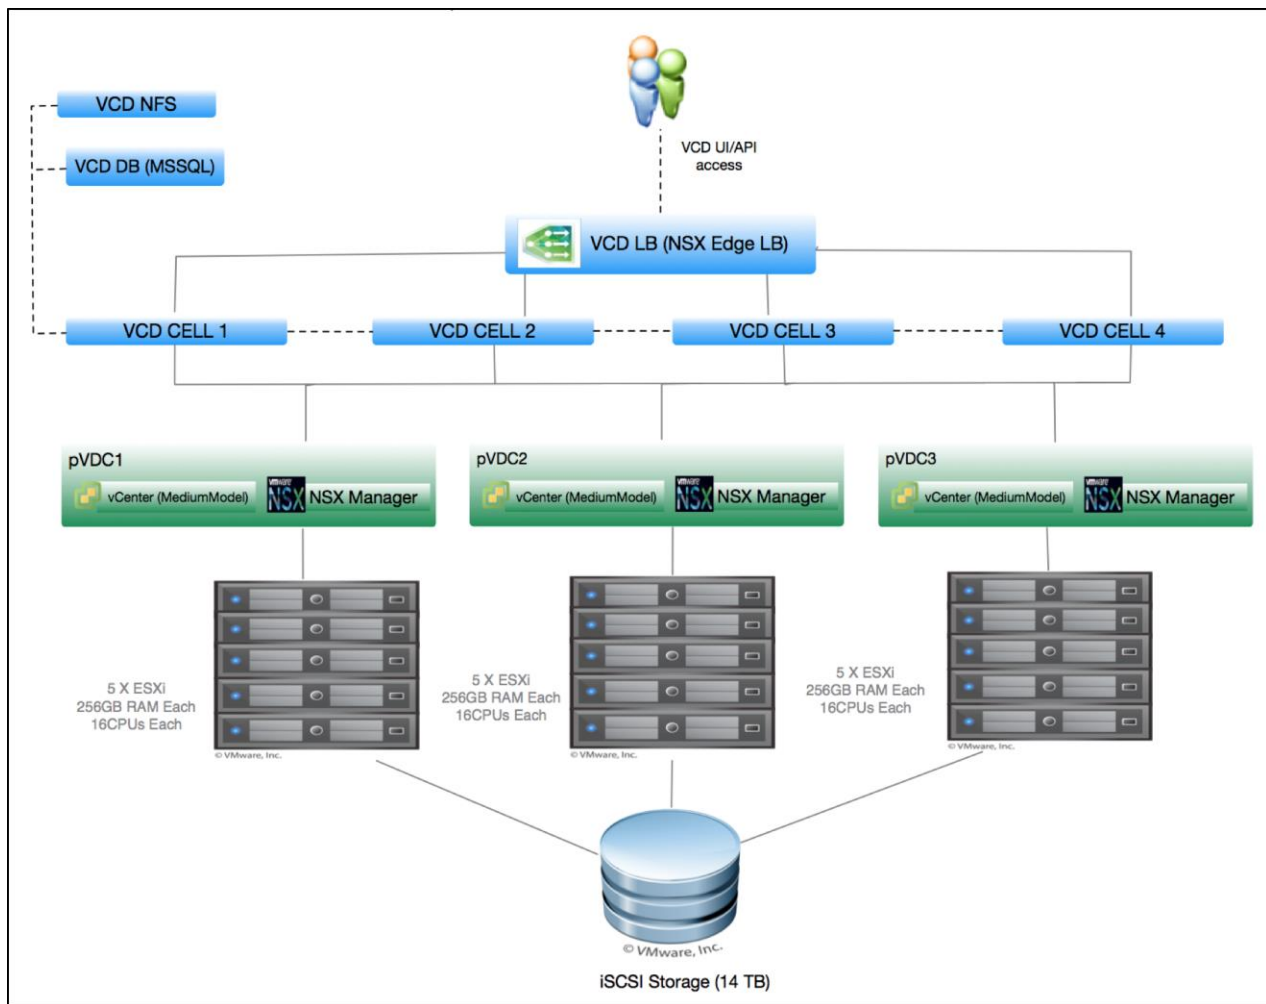 VCD UI/API
access
VCD NFS
VCD DB (MSSQL)
VCD LB (NSX Edge LB)
VCD CELL 1
VCD CELL 2
VCD CELL 3
VCD CELL 4
pVDC1
vCenter (MediumModel)
vmware
NSX
NSX Manager
pVDC2
vCenter (MediumModel)
vmware
NSX
NSX Manager
pVDC3
vCenter (MediumModel)
vmware
NSX
NSX Manager
5 X ESXi
256GB RAM Each
16CPUs Each
© VMware, Inc.
5 X ESXi
256GB RAM Each
16CPUs Each
© VMware, Inc.
5 X ESXi
256GB RAM Each
16CPUs Each
© VMware, Inc.
© VMware, Inc.
iSCSI Storage (14 TB)